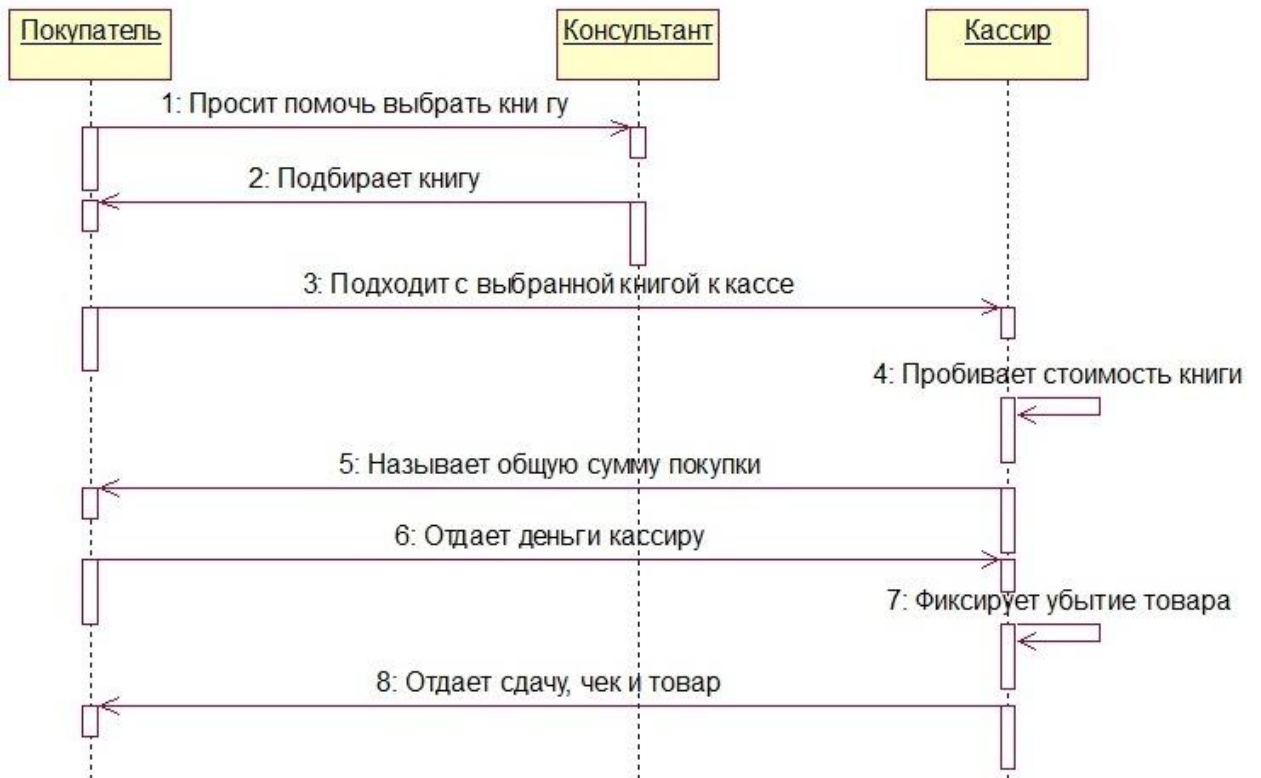 Покупатель
Консультант
Кассир
1: Просит помочь выбрать кни гу
2: Подбирает книгу
3: Подходит с выбранной книгой к кассе
4: Пробивает стоимость книги
5: Называет общую сумму покупки
6: Отдает деньги кассиру
7: Фиксирует убытие товара
8: Отдает сдачу, чек и товар